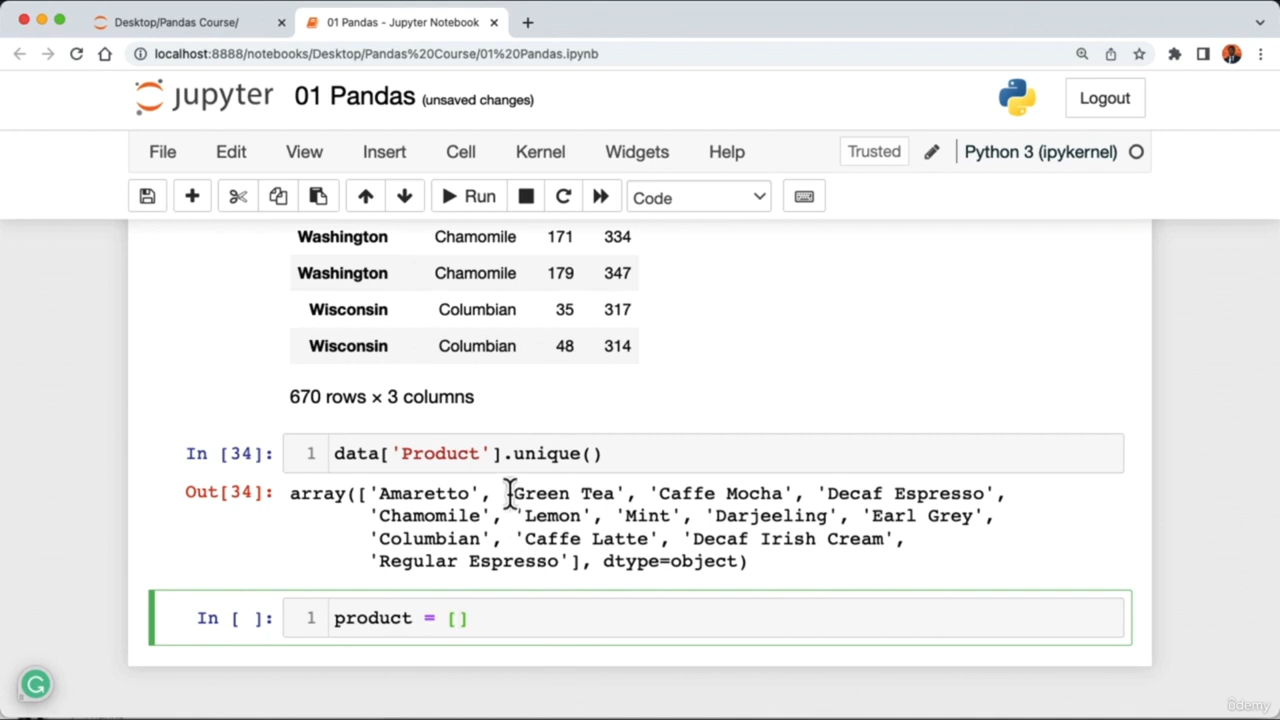 Desktop/Pandas Course/
01 Pandas - Jupyter Notebook
localhost:8888/notebooks/Desktop/Pandas%20Course/01%20Pandas.ipynb
jupyter 01 Pandas (unsaved changes) Logout
File Edit View Insert Cell Kernel Widgets Help Trusted Python 3 (ipykernel)
Run Code
Washington Chamomile 171 334
Washington Chamomile 179 347
Wisconsin Columbian 35 317
Wisconsin Columbian 48 314
670 rows × 3 columns
In [34]: 1 data['Product'].unique()
Out[34]: array(['Amaretto', 'Green Tea', 'Caffe Mocha', 'Decaf Espresso',
'Chamomile', 'Lemon', 'Mint', 'Darjeeling', 'Earl Grey',
'Columbian', 'Caffe Latte', 'Decaf Irish Cream',
'Regular Espresso'], dtype=object)
In [ ]: 1 product = []
ûdemy